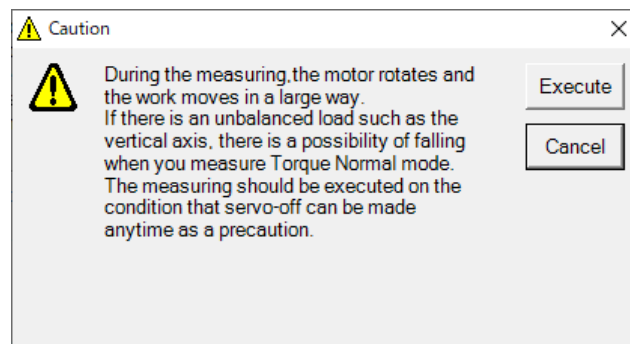 Caution
During the measuring,the motor rotates and
the work moves in a large way.
If there is an unbalanced load such as the
vertical axis, there is a possibility of falling
when you measure Torque Normal mode.
The measuring should be executed on the
condition that servo-off can be made
anytime as a precaution.
Execute
Cancel